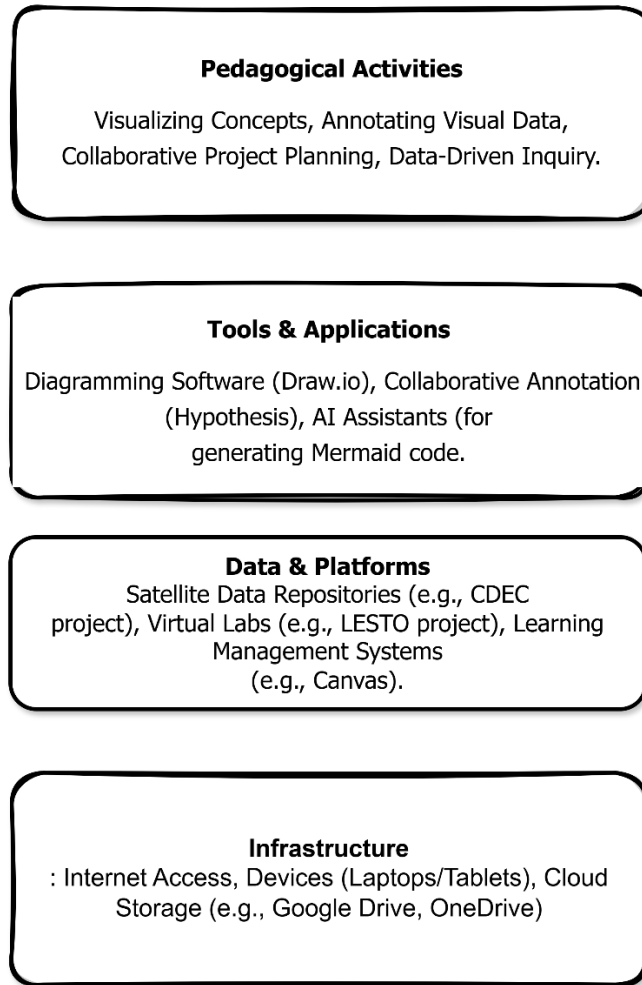 Pedagogical Activities
Visualizing Concepts, Annotating Visual Data,
Collaborative Project Planning, Data-Driven Inquiry.
Tools & Applications
Diagramming Software (Draw.io), Collaborative Annotation
(Hypothesis), AI Assistants (for
generating Mermaid code.
Data & Platforms
Satellite Data Repositories (e.g., CDEC
project), Virtual Labs (e.g., LESTO project), Learning
Management Systems
(e.g., Canvas).
Infrastructure
: Internet Access, Devices (Laptops/Tablets), Cloud
Storage (e.g., Google Drive, OneDrive)